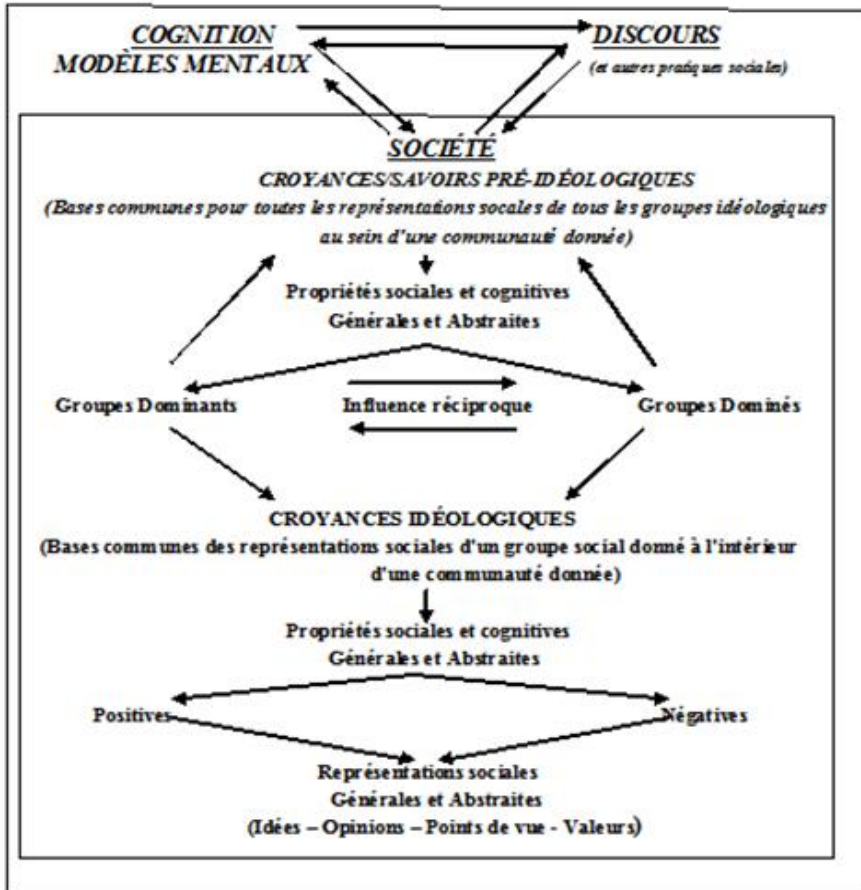 COGNITION DISCOURS
MODÈLES MENTAUX (et autres pratiques sociales)
SOCIÉTÉ
CROYANCES/SAVOIRS PRÉ-IDÉOLOGIQUES
(Bases communes pour toutes les représentations socales de tous les groupes idéologiques
au sein d'une communauté donnée)
Propriétés sociales et cognitives
Générales et Abstraites
Groupes Dominants Influence réciproque Groupes Dominés
CROYANCES IDÉOLOGIQUES
(Bases communes des représentations sociales d'un groupe social donné à l'intérieur
d'une communauté donnée)
Propriétés sociales et cognitives
Générales et Abstraites
Positives Négatives
Représentations sociales
Générales et Abstraites
(Idées – Opinions – Points de vue - Valeurs)